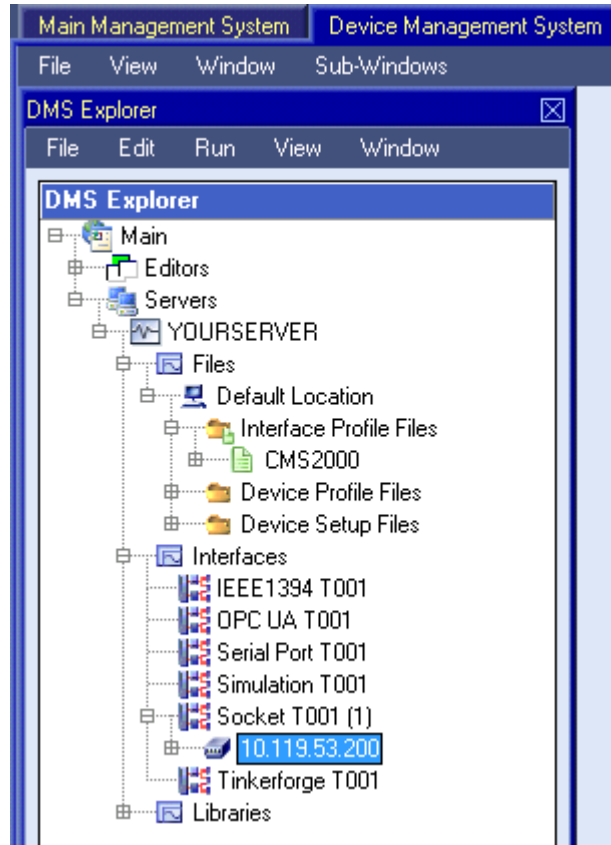 Main Management System Device Management System
File View Window Sub-Windows
DMS Explorer
File Edit Run View Window
DMS Explorer
Main
Editors
Servers
YOURSERVER
Files
Default Location
Interface Profile Files
CMS2000
Device Profile Files
Device Setup Files
Interfaces
IEEE1394 T001
OPC UA T001
Serial Port T001
Simulation T001
Socket T001 (1)
10.119.53.200
Tinkerforge T001
Libraries